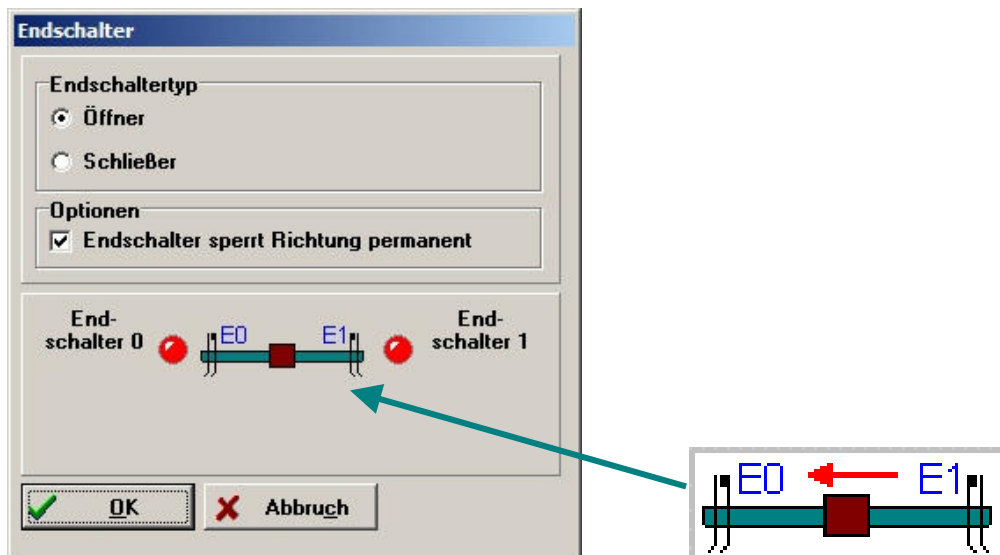 Endschalter
Endschaltertyp
Öffner
Schließer
Optionen
Endschalter sperrt Richtung permanent
End-
schalter 0
E0
E1
End-
schalter 1
OK
Abbruch
E0
E1